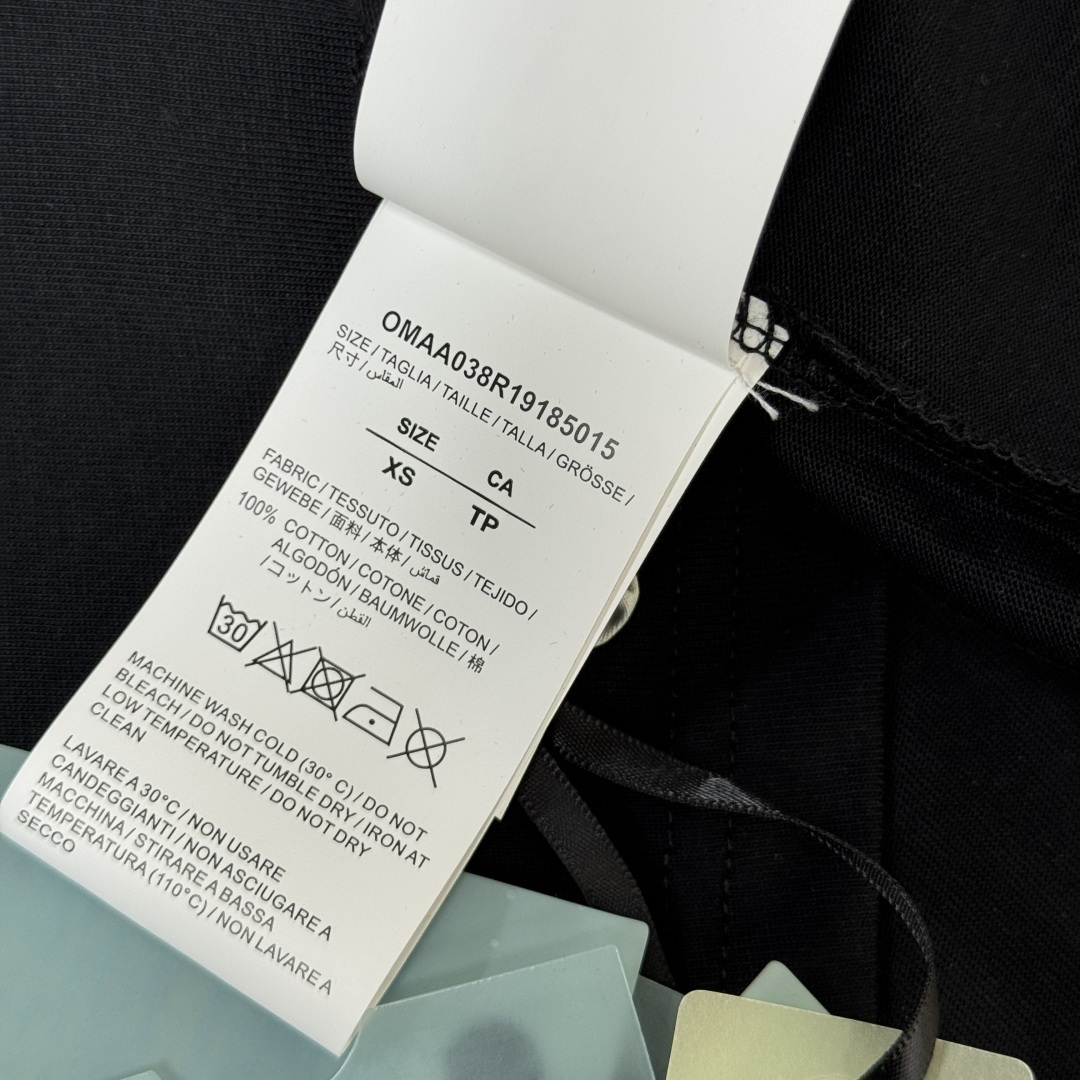 OMAA038R19185015
SIZE / TAGLIA / TAILLE / TALLA / GRÖSSE /
尺寸 / المقاس
SIZE CA
XS TP
FABRIC / TESSUTO / TISSUS / TEJIDO /
GEWEBE / 面料 / 本体 / قماش
100% COTTON / COTONE / COTON /
ALGODÓN / BAUMWOLLE / 棉
/ コットン / القطن
30
MACHINE WASH COLD (30° C) / DO NOT
BLEACH / DO NOT TUMBLE DRY / IRON AT
LOW TEMPERATURE / DO NOT DRY
CLEAN
LAVARE A 30°C / NON USARE
CANDEGGIANTI / NON ASCIUGARE A
MACCHINA / STIRARE A BASSA
TEMPERATURA (110°C) / NON LAVARE A
SECCO